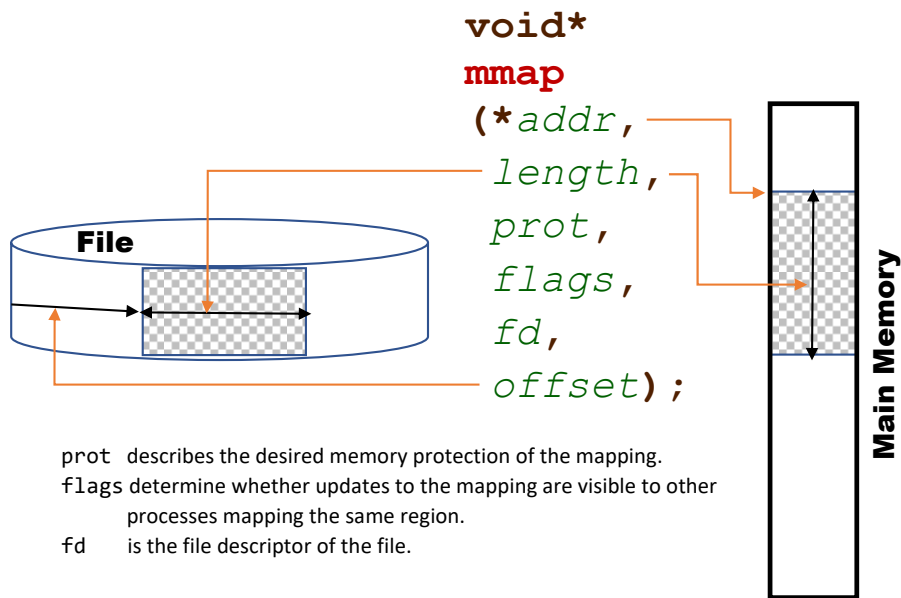 void*
mmap
(*addr,
length,
prot,
flags,
fd,
offset);
File
Main Memory
prot describes the desired memory protection of the mapping.
flags determine whether updates to the mapping are visible to other
processes mapping the same region.
fd is the file descriptor of the file.